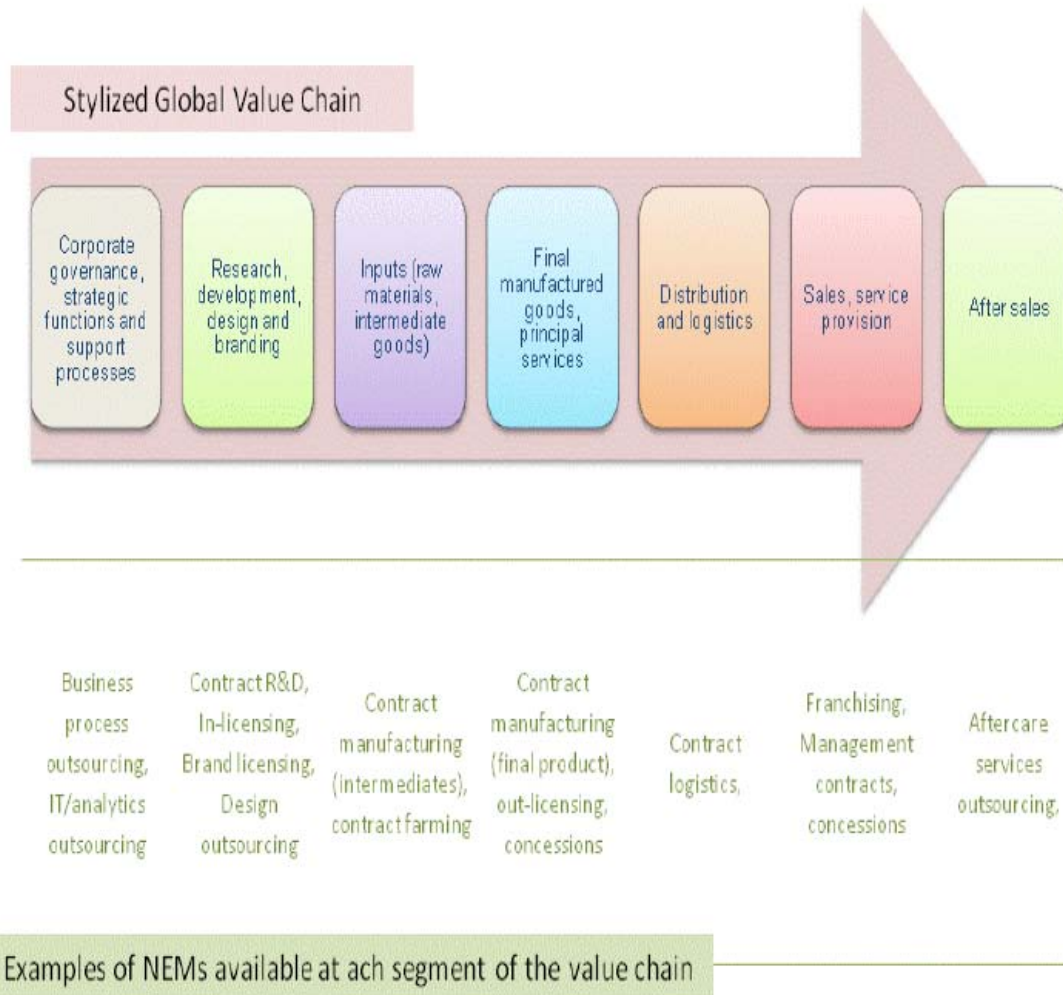 Stylized Global Value Chain
Corporate
governance,
strategic
functions and
support
processes
Research,
development,
design and
branding
Inputs (raw
materials,
intermediate
goods)
Final
manufactured
goods,
principal
services
Distribution
and logistics
Sales, service
provision
After sales
Business
process
outsourcing,
IT/analytics
outsourcing
Contract R&D,
In-licensing,
Brand licensing,
Design
outsourcing
Contract
manufacturing
(intermediates),
contract farming
Contract
manufacturing
(final product),
out-licensing,
concessions
Contract
logistics,
Franchising,
Management
contracts,
concessions
Aftercare
services
outsourcing,
Examples of NEMs available at ach segment of the value chain